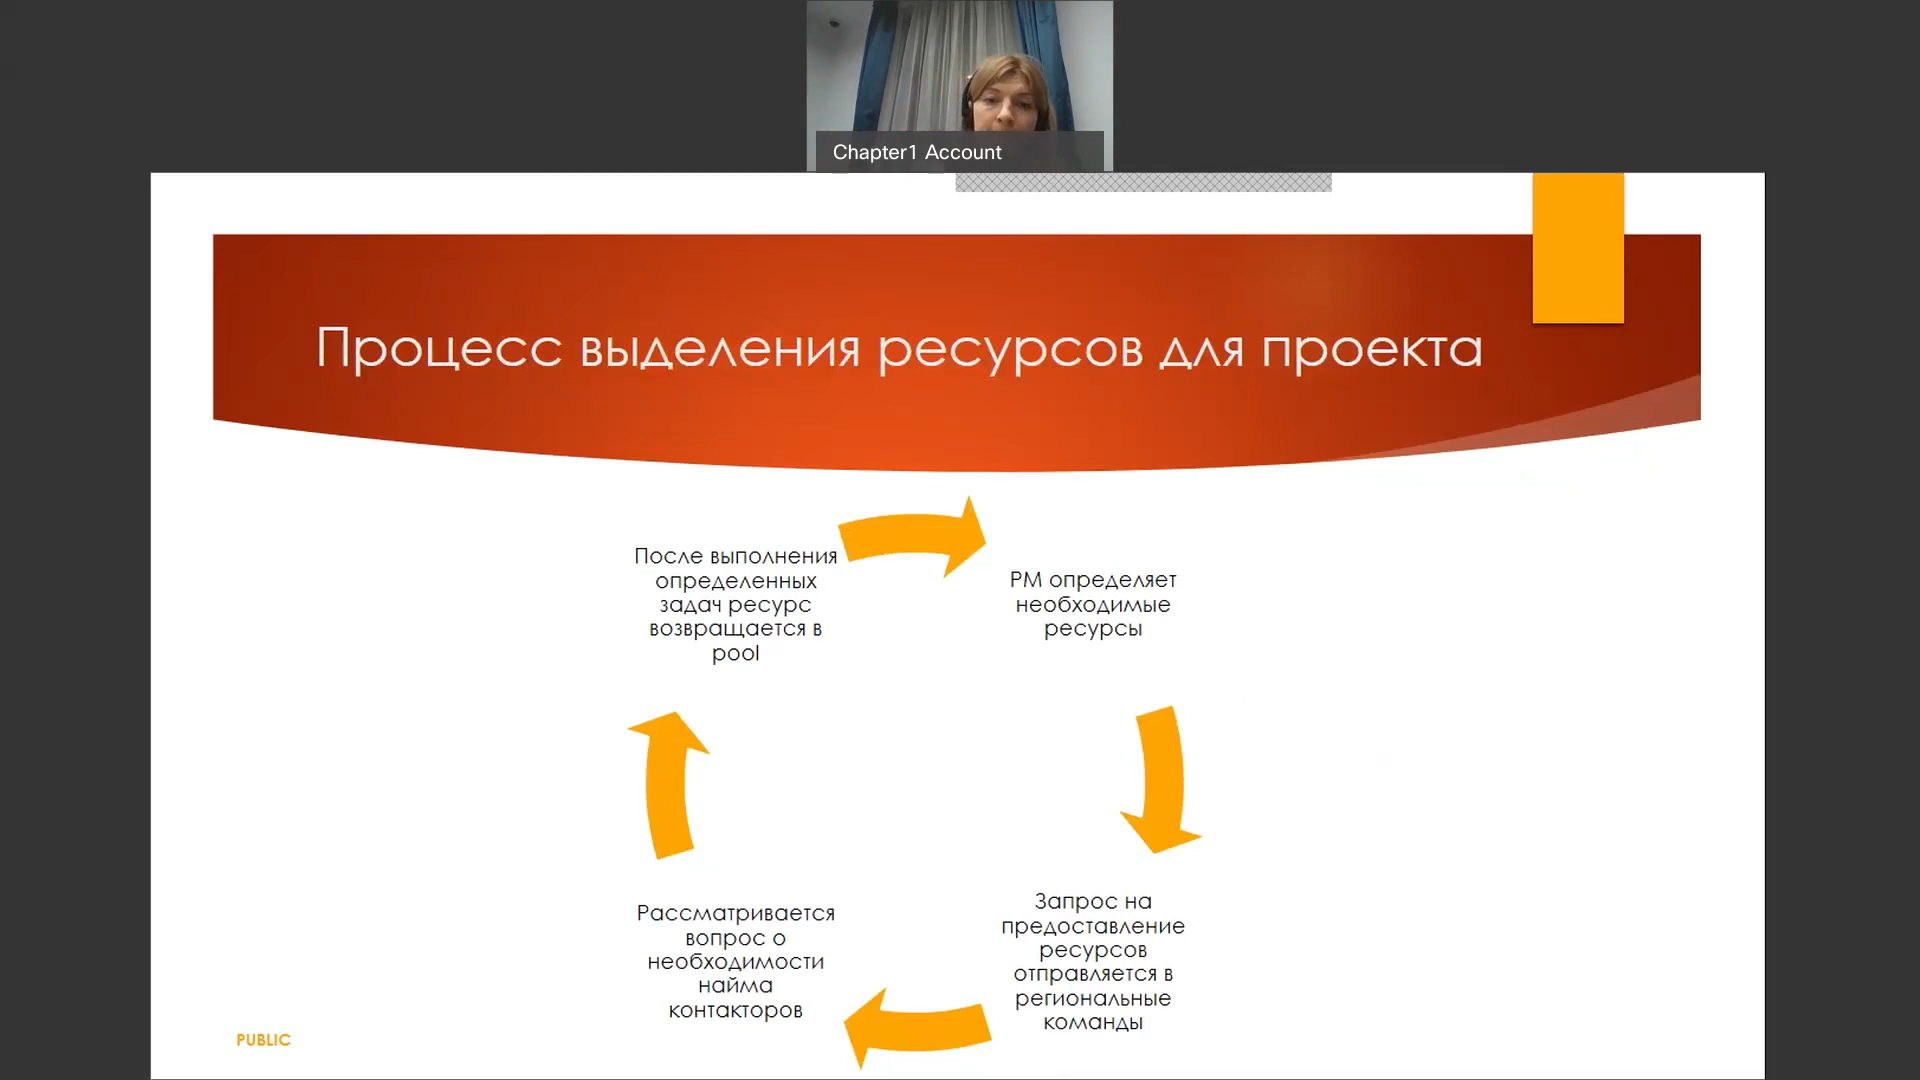 Chapter1 Account
Процесс выделения ресурсов для проекта
После выполнения
определенных
задач ресурс
возвращается в
pool
PM определяет
необходимые
ресурсы
Запрос на
предоставление
ресурсов
отправляется в
региональные
команды
Рассматривается
вопрос о
необходимости
найма
контакторов
PUBLIC